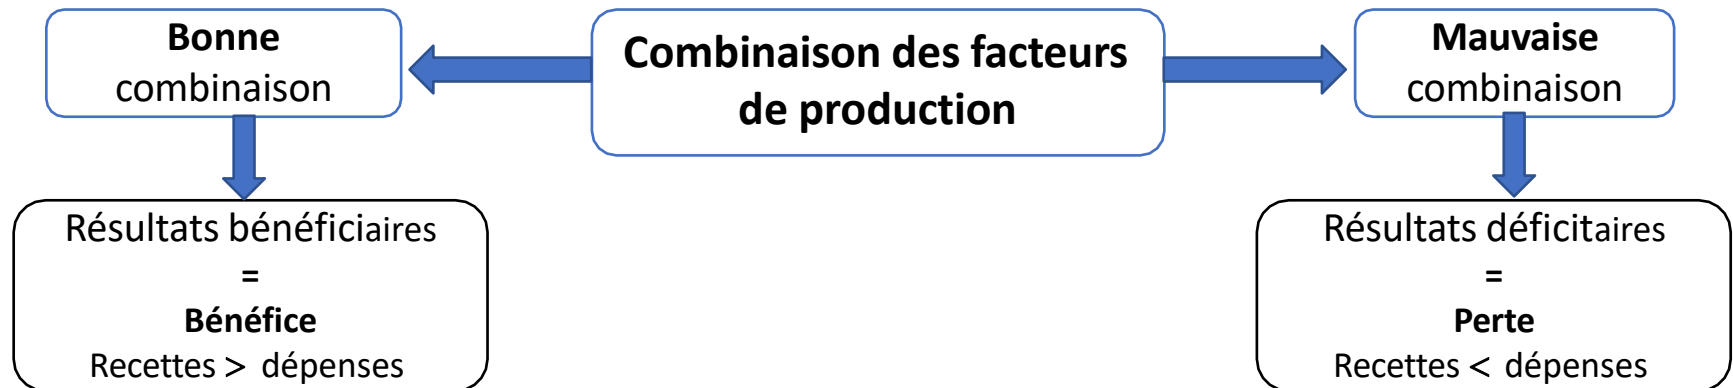 Bonne
combinaison
Combinaison des facteurs
de production
Mauvaise
combinaison
Résultats bénéficiaires
=
Bénéfice
Recettes > dépenses
Résultats déficitaires
=
Perte
Recettes < dépenses